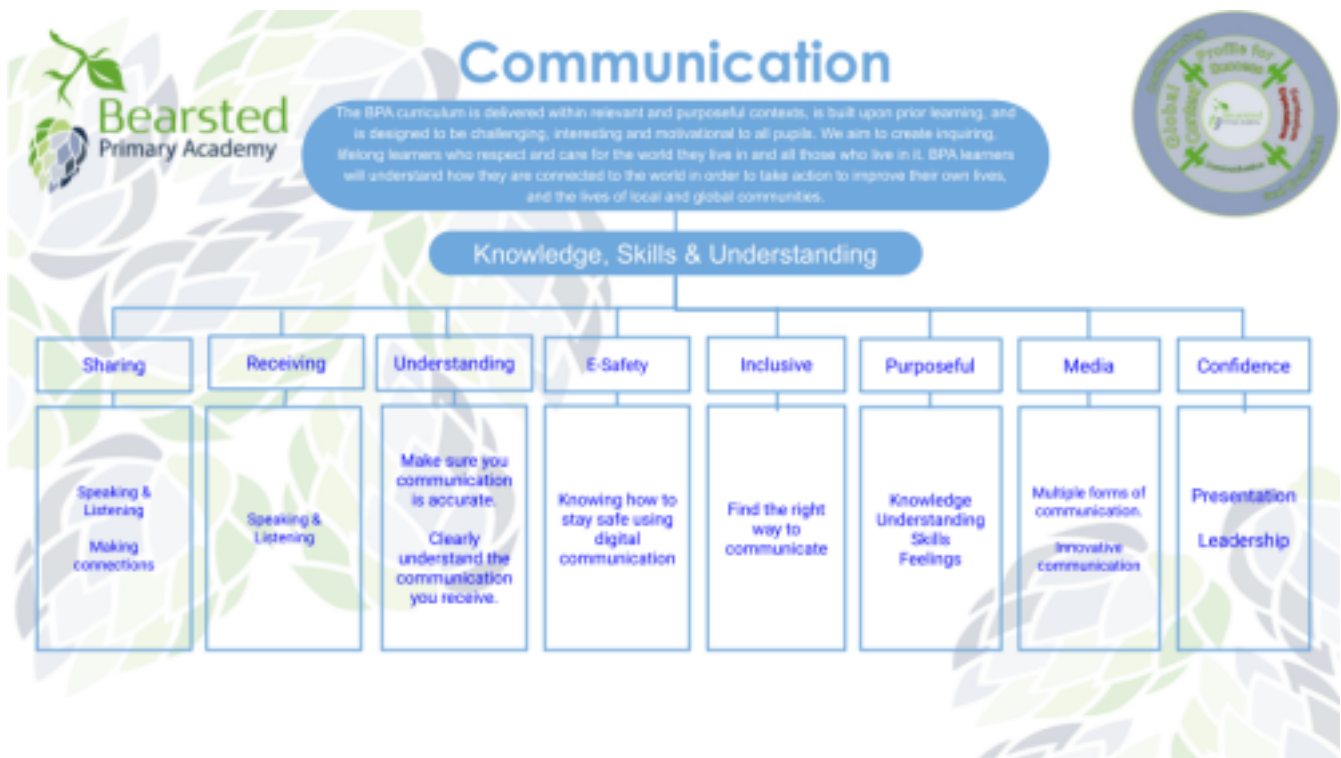 Communication
Bearsted
Primary Academy
The BPA curriculum is delivered within relevant and purposeful contexts, is built upon prior learning, and
is designed to be challenging, interesting and motivational to all pupils. We aim to create inquiring,
lifelong learners who respect and care for the world they live in and all those who live in it. BPA learners
will understand how they are connected to the world in order to take action to improve their own lives,
and the lives of local and global communities.
Profile for
Success
Global
Communication
Knowledge, Skills & Understanding
Sharing
Receiving
Understanding
E-Safety
Inclusive
Purposeful
Media
Confidence
Speaking &
Listening
Making
connections
Speaking &
Listening
Make sure you
communication
is accurate.
Clearly
understand the
communication
you receive.
Knowing how to
stay safe using
digital
communication
Find the right
way to
communicate
Knowledge
Understanding
Skills
Feelings
Multiple forms of
communication.
Innovative
communication
Presentation
Leadership